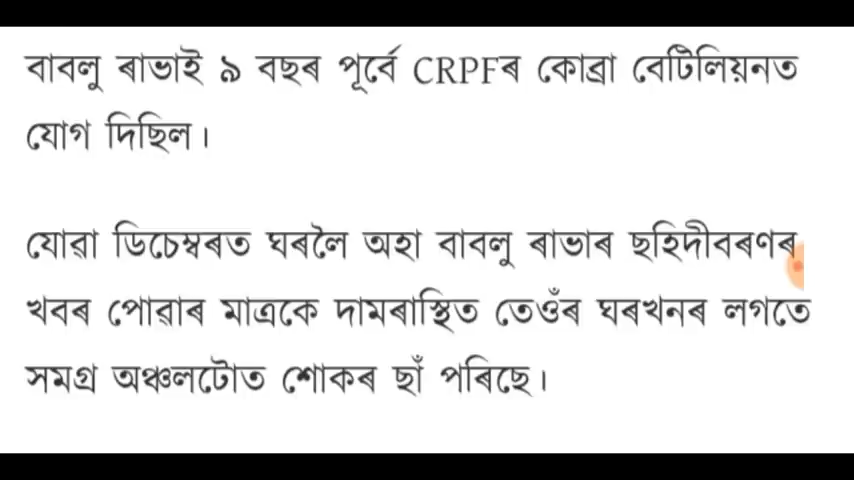 বাবলু ৰাভাই ৯ বছৰ পূৰ্বে CRPFৰ কোব্ৰা বেটিলিয়নত
যোগ দিছিল।
যোৱা ডিচেম্বৰত ঘৰলৈ অহা বাবলু ৰাভাৰ ছহিদীবৰণৰ
খবৰ পোৱাৰ মাত্ৰকে দামৰাস্থিত তেওঁৰ ঘৰখনৰ লগতে
সমগ্ৰ অঞ্চলটোত শোকৰ ছাঁ পৰিছে।